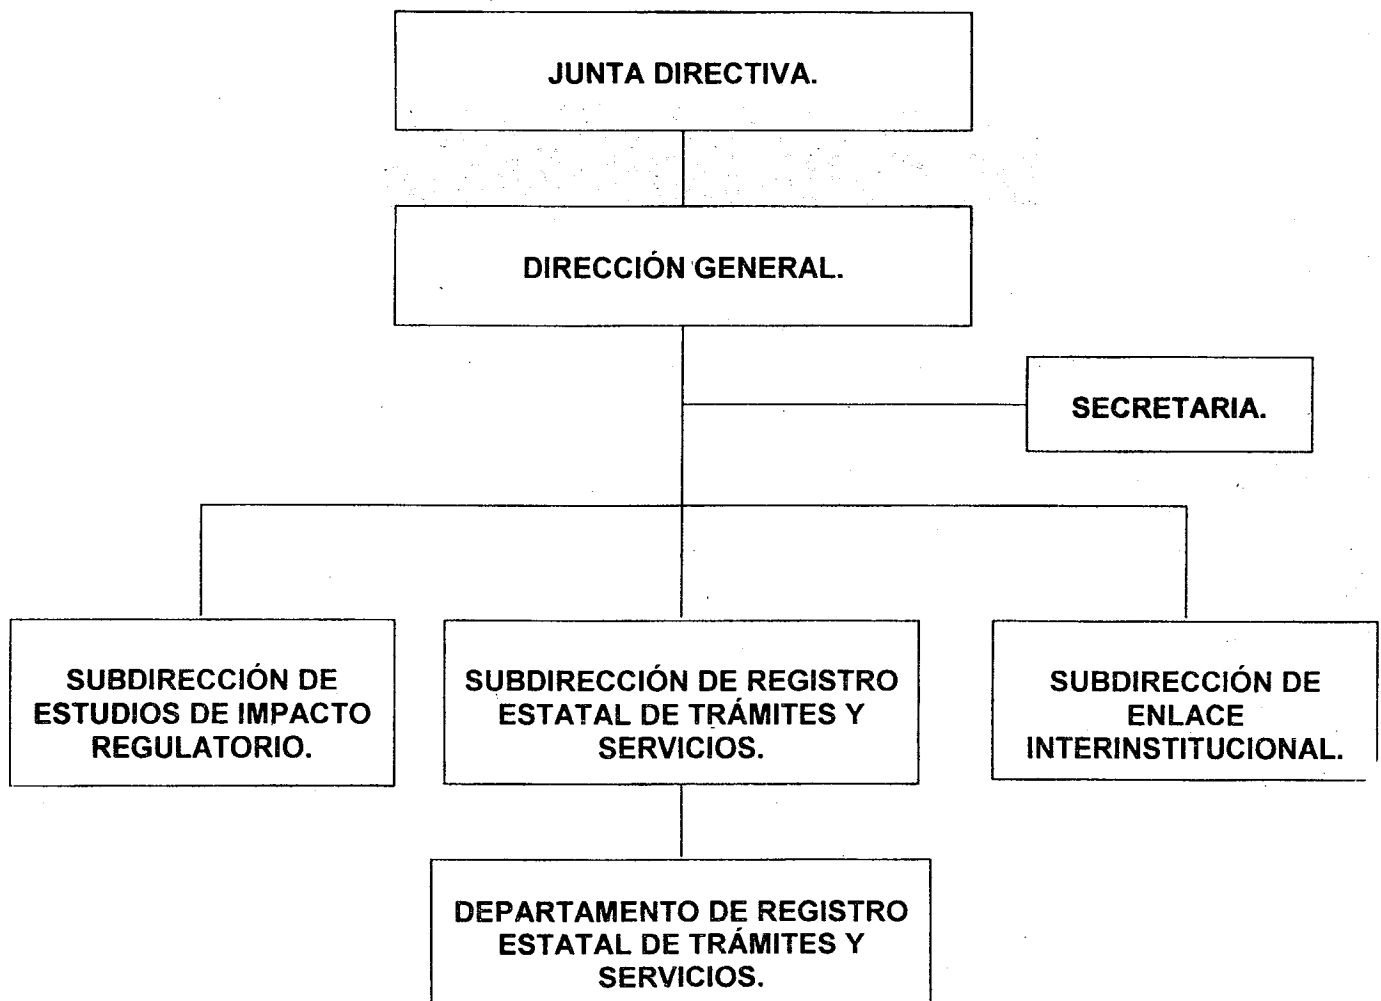 JUNTA DIRECTIVA.
DIRECCIÓN GENERAL.
SECRETARIA.
SUBDIRECCIÓN DE
ESTUDIOS DE IMPACTO
REGULATORIO.
SUBDIRECCIÓN DE REGISTRO
ESTATAL DE TRÁMITES Y
SERVICIOS.
SUBDIRECCIÓN DE
ENLACE
INTERINSTITUCIONAL.
DEPARTAMENTO DE REGISTRO
ESTATAL DE TRÁMITES Y
SERVICIOS.